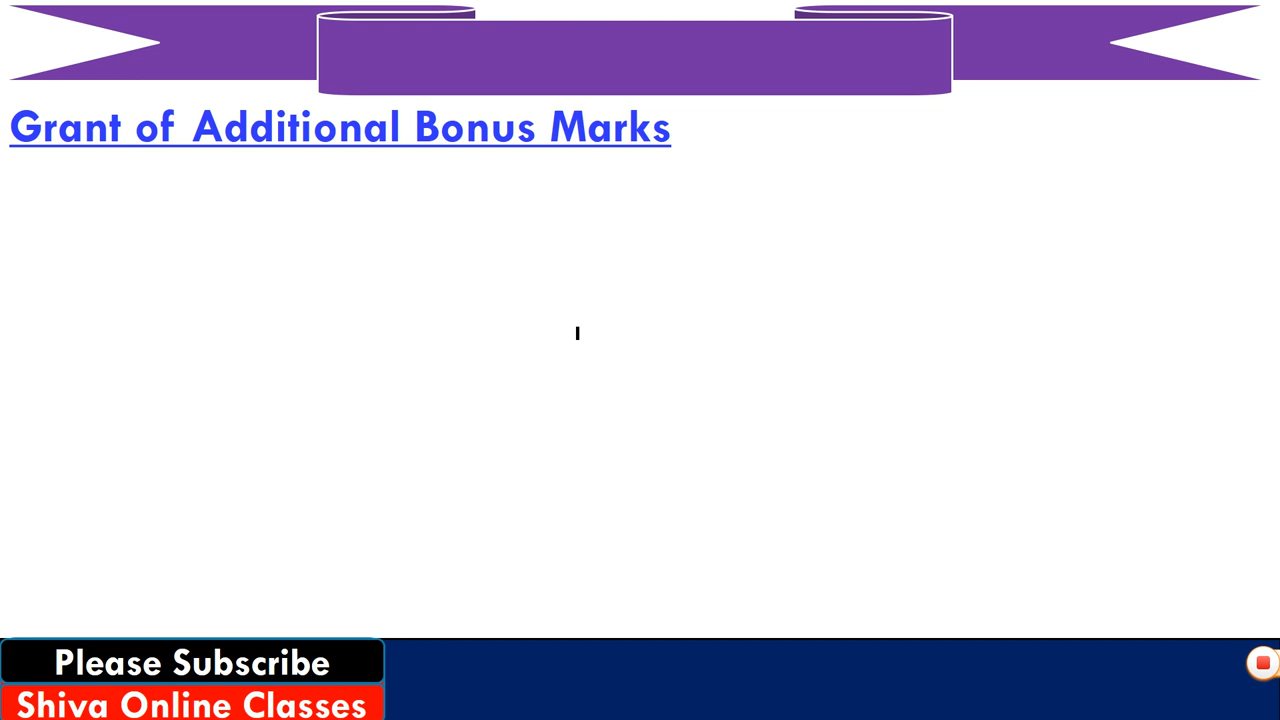 Grant of Additional Bonus Marks
Please Subscribe
Shiva Online Classes